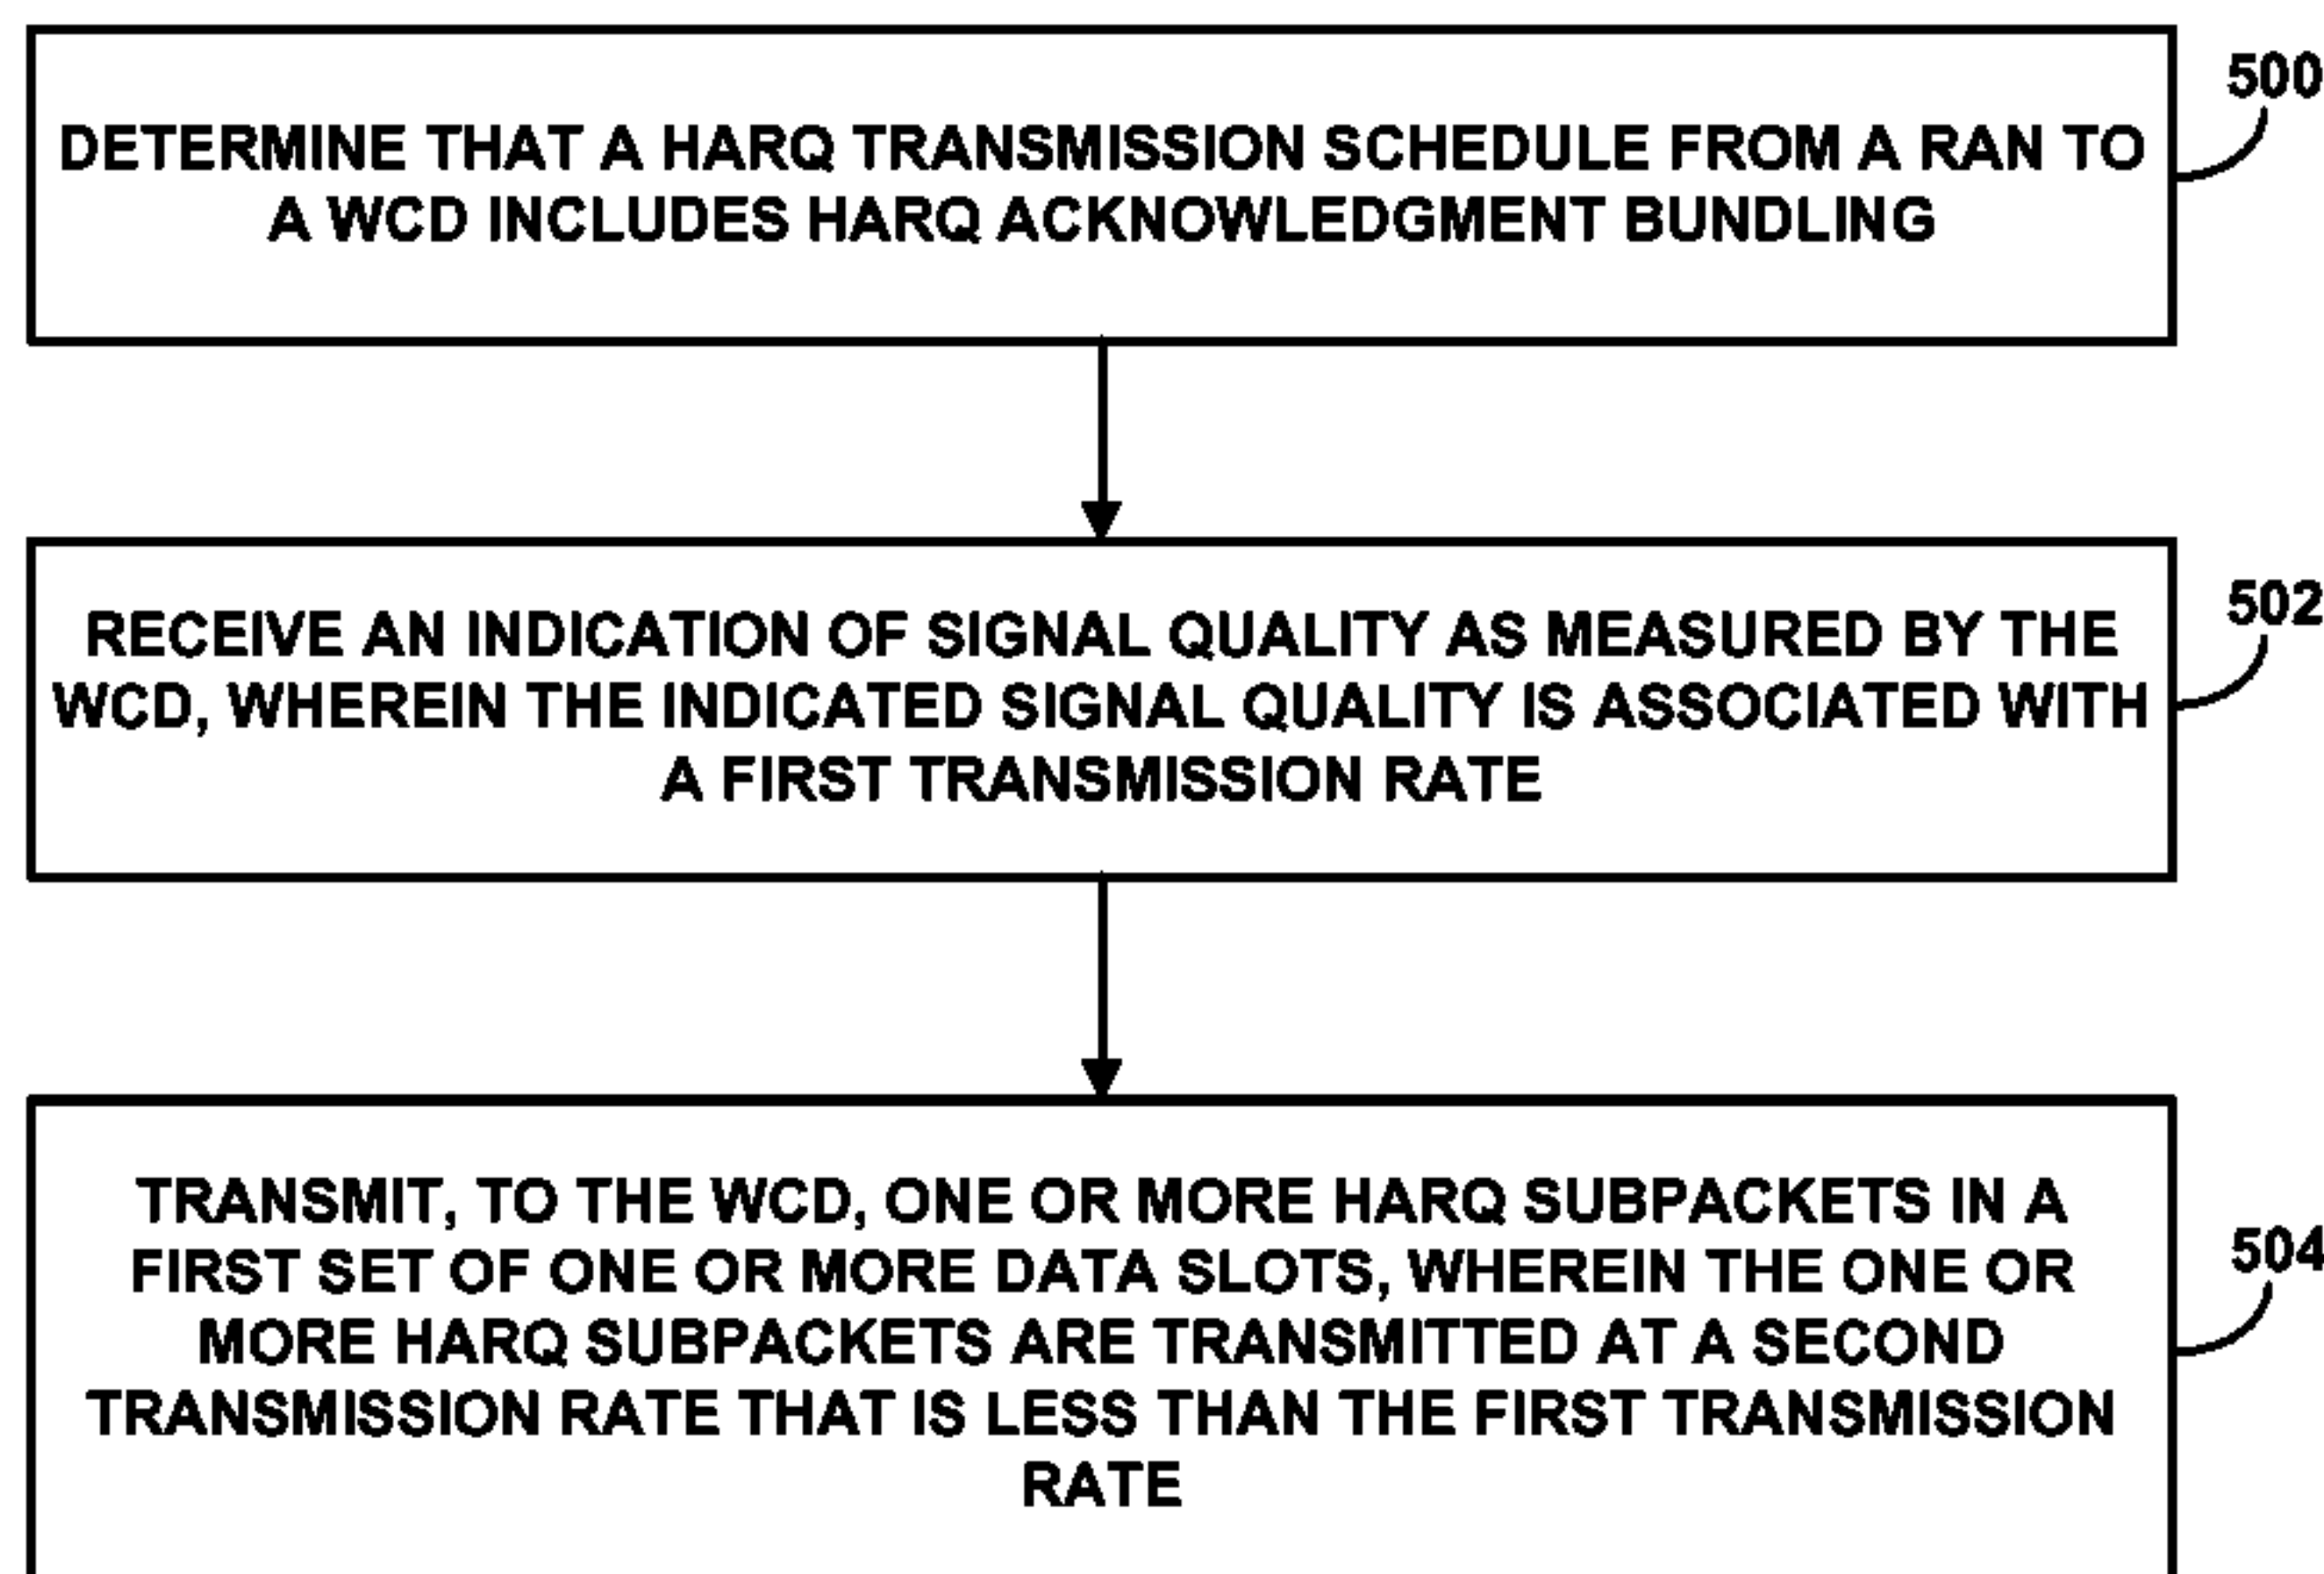 500
DETERMINE THAT A HARQ TRANSMISSION SCHEDULE FROM A RAN TO
A WCD INCLUDES HARQ ACKNOWLEDGMENT BUNDLING
502
RECEIVE AN INDICATION OF SIGNAL QUALITY AS MEASURED BY THE
WCD, WHEREIN THE INDICATED SIGNAL QUALITY IS ASSOCIATED WITH
A FIRST TRANSMISSION RATE
TRANSMIT, TO THE WCD, ONE OR MORE HARQ SUBPACKETS IN A
504
FIRST SET OF ONE OR MORE DATA SLOTS, WHEREIN THE ONE OR
MORE HARQ SUBPACKETS ARE TRANSMITTED AT A SECOND
TRANSMISSION RATE THAT IS LESS THAN THE FIRST TRANSMISSION
RATE